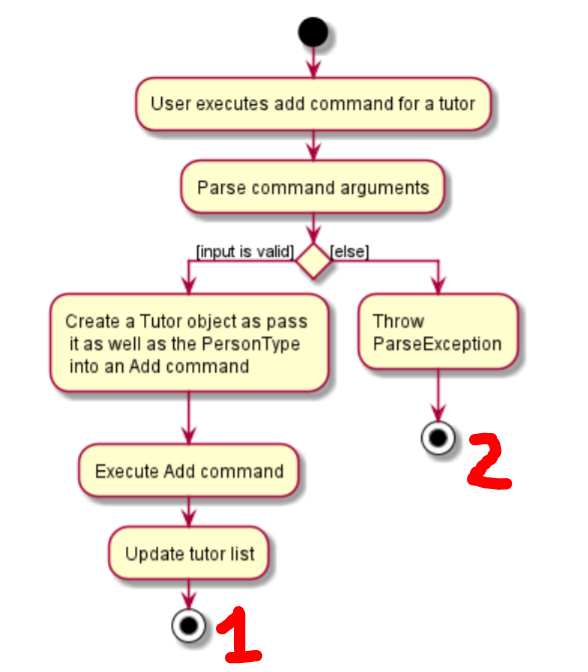 User executes add command for a tutor
Parse command arguments
[input is valid]
[else]
Create a Tutor object as pass
it as well as the PersonType
into an Add command
Throw
ParseException
2
Execute Add command
Update tutor list
1